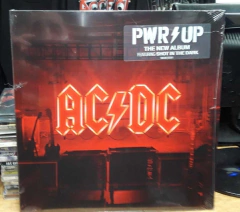 PWR⚡UP
THE NEW ALBUM
FEATURING SHOT IN THE DARK
AC⚡DC